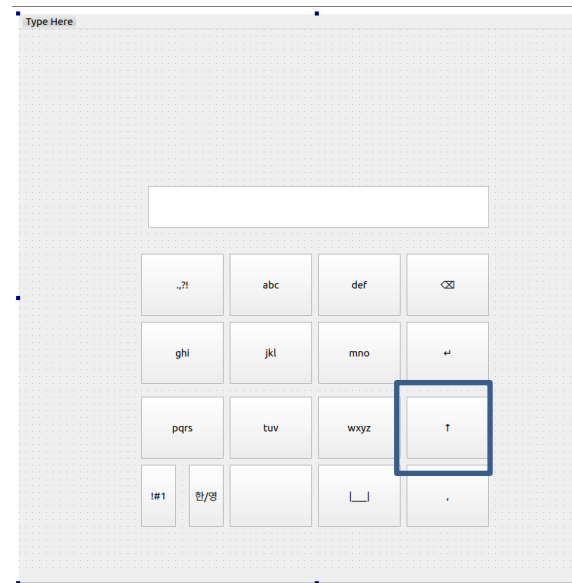 Type Here
.,?! abc def ⌫
ghi jkl mno ↵
pqrs tuv wxyz ↑
!#1 한/영 |__| ,